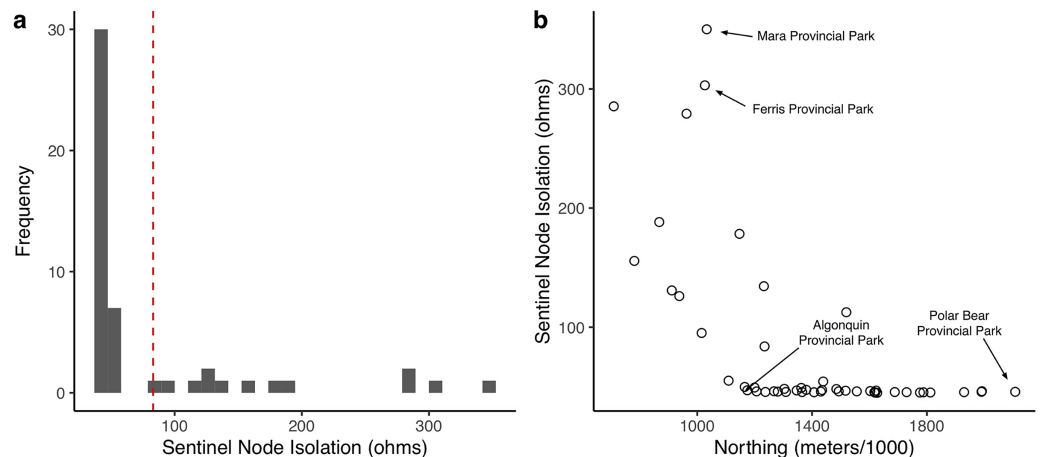 a
30
20
10
0
Frequency
100 200 300
Sentinel Node Isolation (ohms)
b
300
200
100
Sentinel Node Isolation (ohms)
Mara Provincial Park
Ferris Provincial Park
Algonquin
Provincial Park
Polar Bear
Provincial Park
1000 1400 1800
Northing (meters/1000)